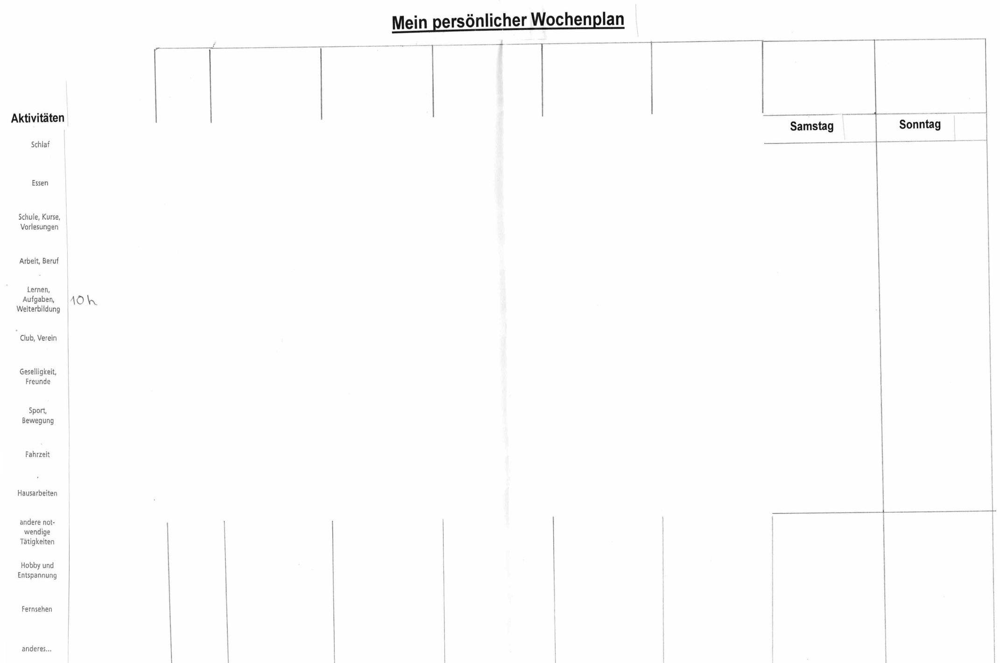 Mein persönlicher Wochenplan
Aktivitäten
Samstag
Sonntag
Schlaf
Essen
Schule, Kurse,
Vorlesungen
Arbeit, Beruf
Lernen,
Aufgaben,
Weiterbildung
10h
Club, Verein
Geselligkeit,
Freunde
Sport,
Bewegung
Fahrzeit
Hausarbeiten
andere not-
wendige
Tätigkeiten
Hobby und
Entspannung
Fernsehen
anderes...